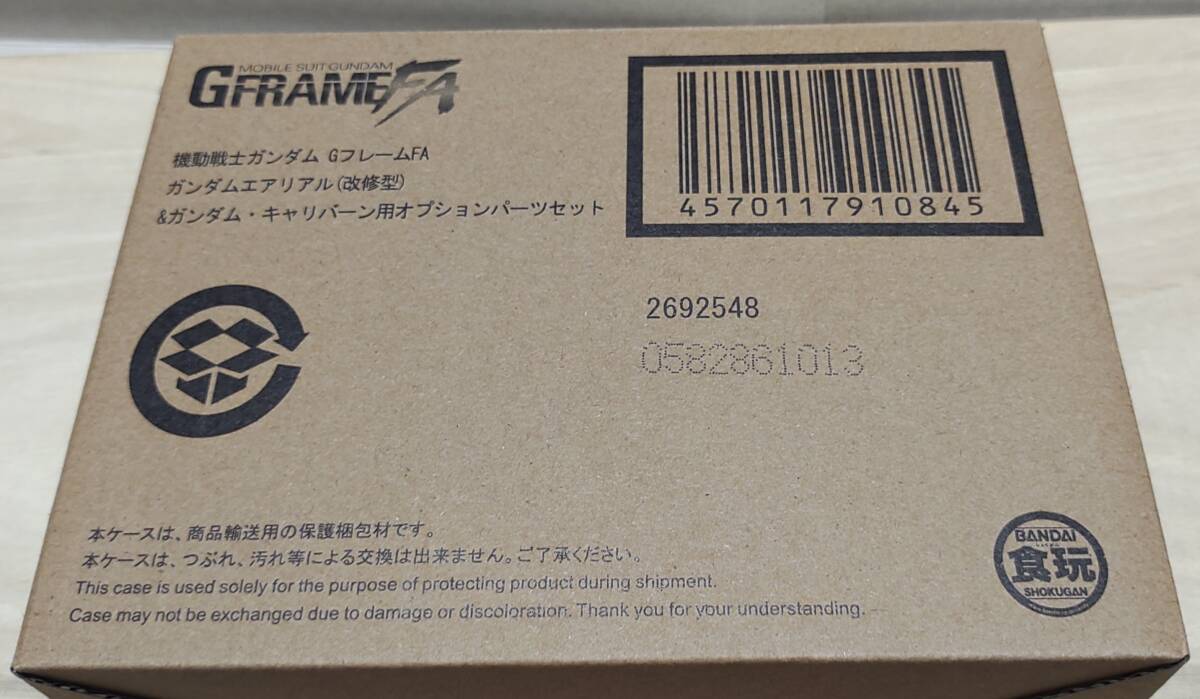 MOBILE SUIT GUNDAM
GFRAMEFA
機動戦士ガンダム GフレームFA
ガンダムエアリアル(改修型)
&ガンダム・キャリバーン用オプションパーツセット
4570117910845
2692548
0582861013
本ケースは、商品輸送用の保護梱包材です。
本ケースは、つぶれ、汚れ等による交換は出来ません。ご了承ください。
This case is used solely for the purpose of protecting product during shipment.
Case may not be exchanged due to damage or discoloration. Thank you for your understanding.
BANDAI
食玩
SHOKUGAN